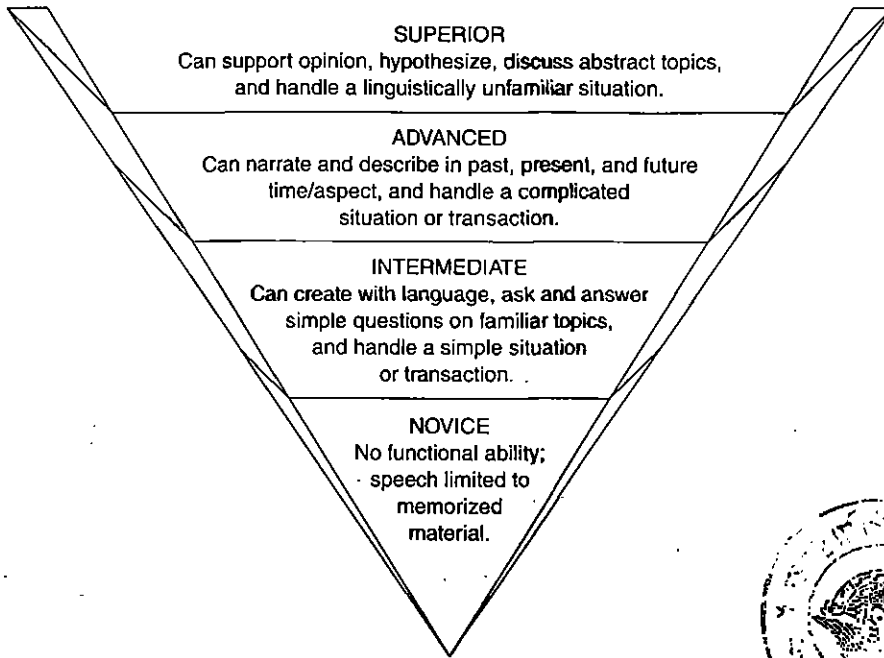 SUPERIOR
Can support opinion, hypothesize, discuss abstract topics,
and handle a linguistically unfamiliar situation.
ADVANCED
Can narrate and describe in past, present, and future
time/aspect, and handle a complicated
situation or transaction.
INTERMEDIATE
Can create with language, ask and answer
simple questions on familiar topics,
and handle a simple situation
or transaction.
NOVICE
No functional ability;
speech limited to
memorized
material.